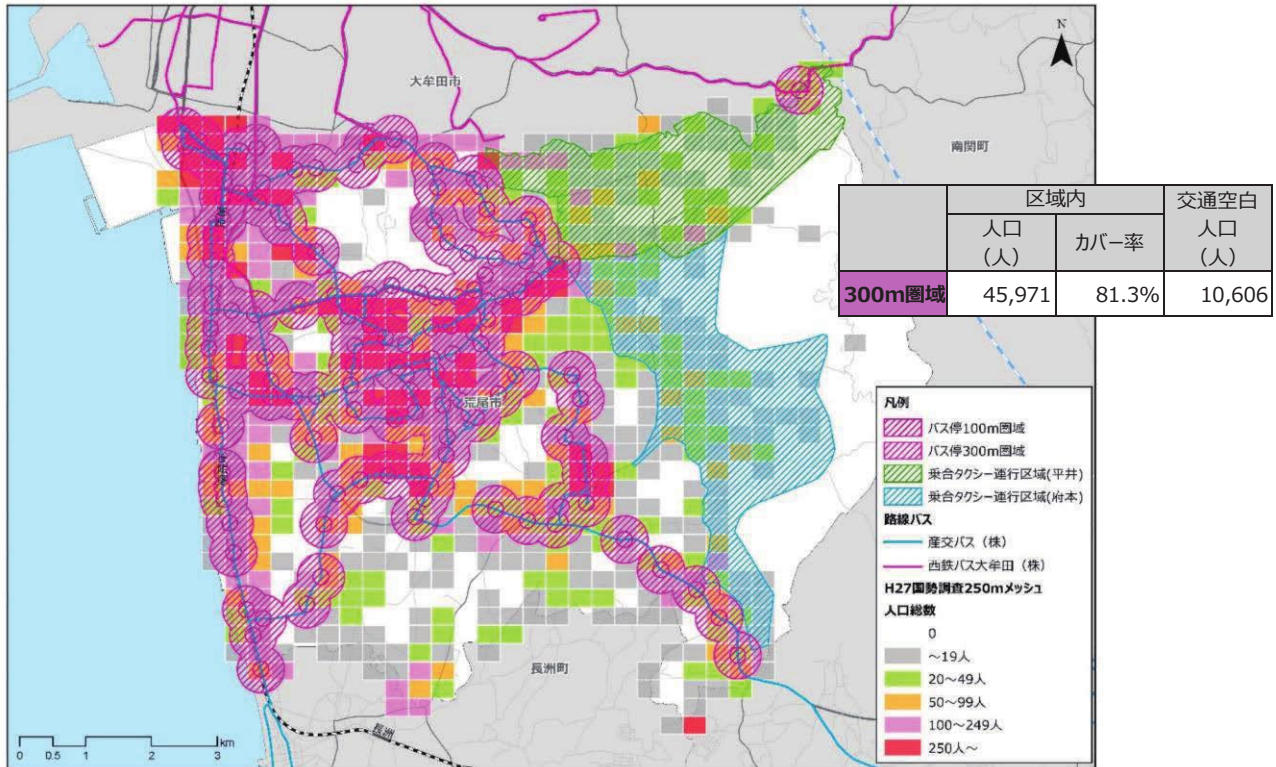 N
大牟田市
南関町
荒尾市
長洲町
長洲
区域内
交通空白
人口
(人)
カバー率
人口
(人)
300m圏域
45,971
81.3%
10,606
凡例
バス停100m圏域
バス停300m圏域
乗合タクシー運行区域(平井)
乗合タクシー運行区域(府本)
路線バス
産交バス（株）
西鉄バス大牟田（株）
H27国勢調査250mメッシュ
人口総数
0
～19人
20～49人
50～99人
100～249人
250人～
0 0.5 1 2 3 km